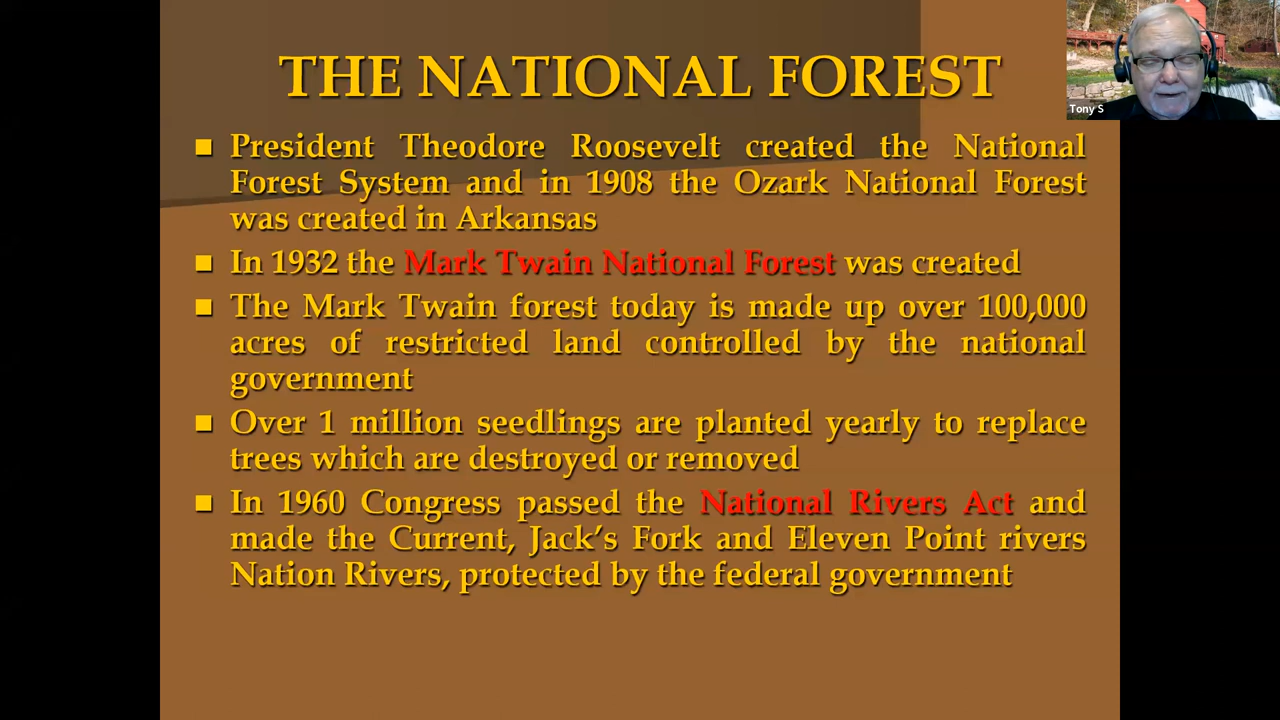 THE NATIONAL FOREST
Tony S
President Theodore Roosevelt created the National
Forest System and in 1908 the Ozark National Forest
was created in Arkansas
In 1932 the Mark Twain National Forest was created
The Mark Twain forest today is made up over 100,000
acres of restricted land controlled by the national
government
Over 1 million seedlings are planted yearly to replace
trees which are destroyed or removed
In 1960 Congress passed the National Rivers Act and
made the Current, Jack’s Fork and Eleven Point rivers
Nation Rivers, protected by the federal government